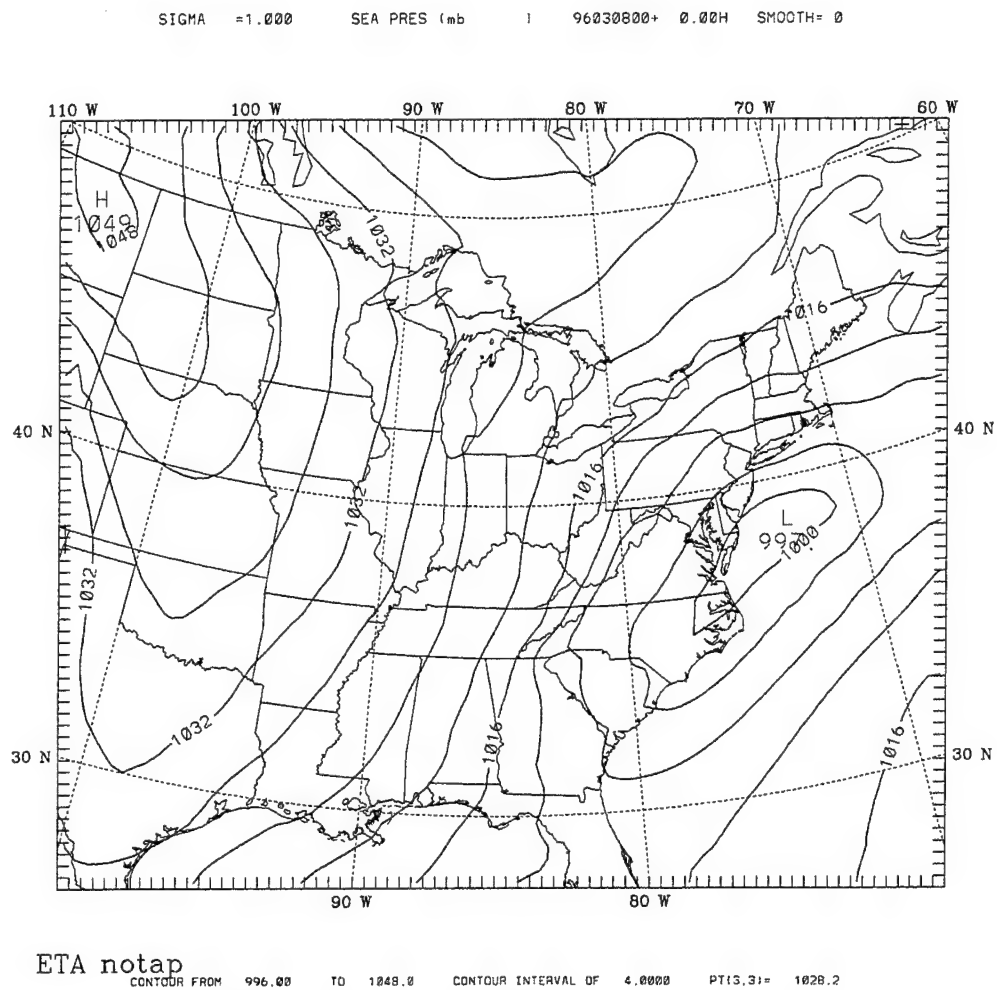 SIGMA =1.000 SEA PRES (mb ) 96030800+ 0.00H SMOOTH= 0
110 W 100 W 90 W 80 W 70 W 60 W
H
1049
1048
1032
1016
40 N 40 N
1016
1032
L
1000
1032
1032
1016
1016
30 N 30 N
90 W 80 W
ETA notap
CONTOUR FROM 996.00 TO 1048.0 CONTOUR INTERVAL OF 4.0000 PT(3,3)= 1028.2